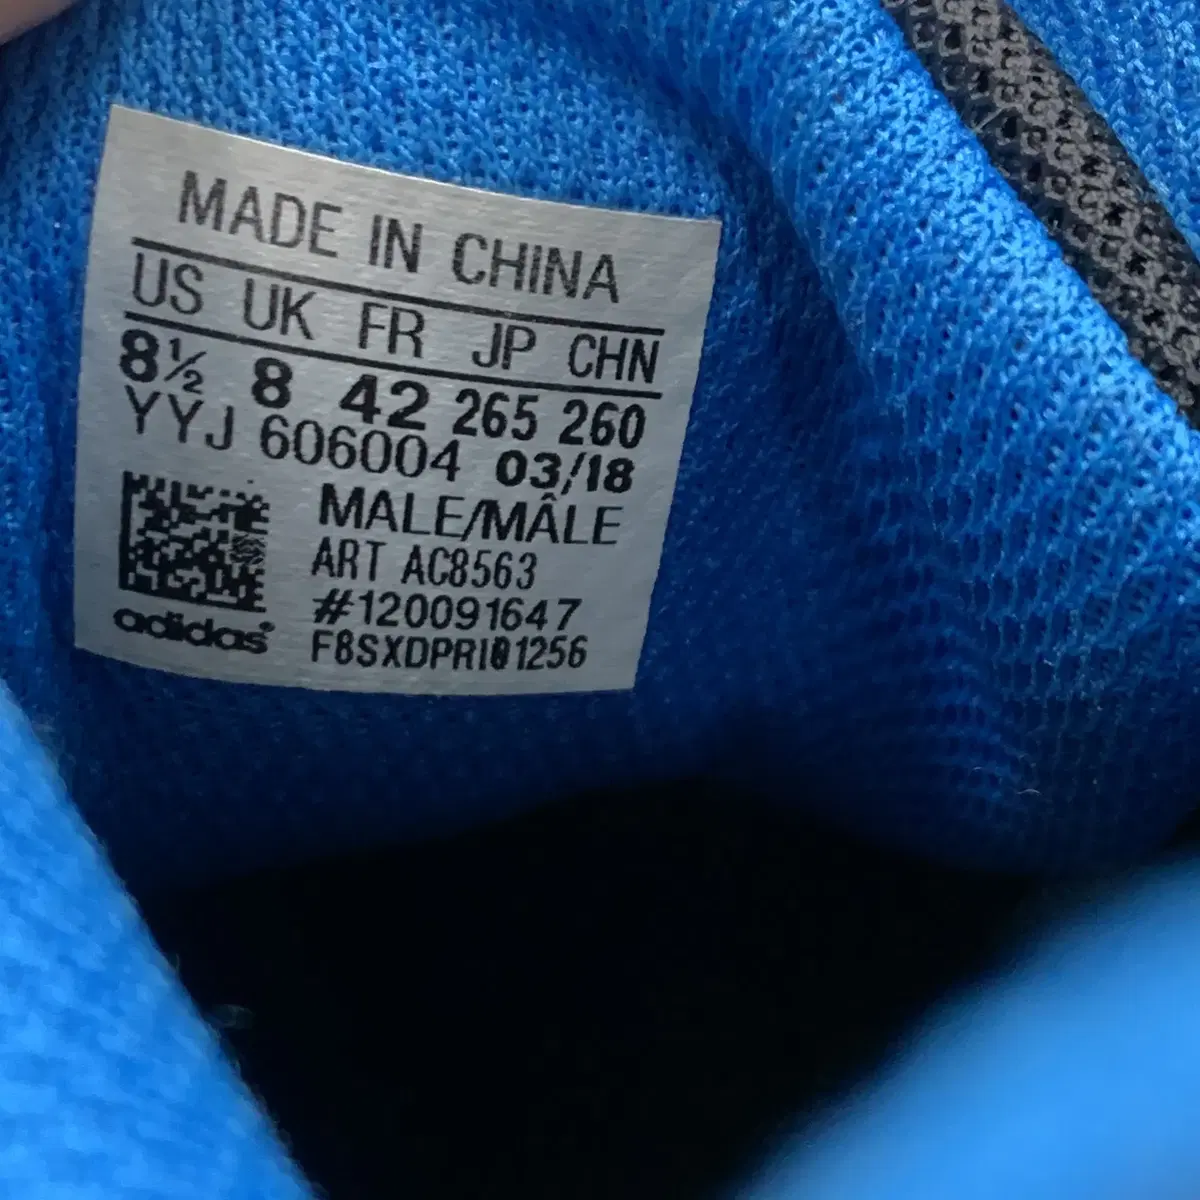 MADE IN CHINA
US UK FR JP CHN
8½ 8 42 265 260
YYJ 606004 03/18
MALE/MÂLE
ART AC8563
#120091647
adidas®
F8SXDPRI01256